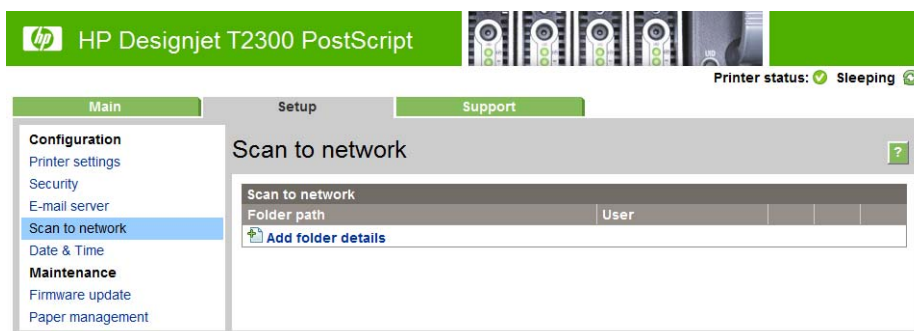 hp HP Designjet T2300 PostScript
UID
Printer status: Sleeping
Main Setup Support
Configuration
Printer settings
Security
E-mail server
Scan to network
Date & Time
Maintenance
Firmware update
Paper management
Scan to network
?
Scan to network
Folder path User
Add folder details